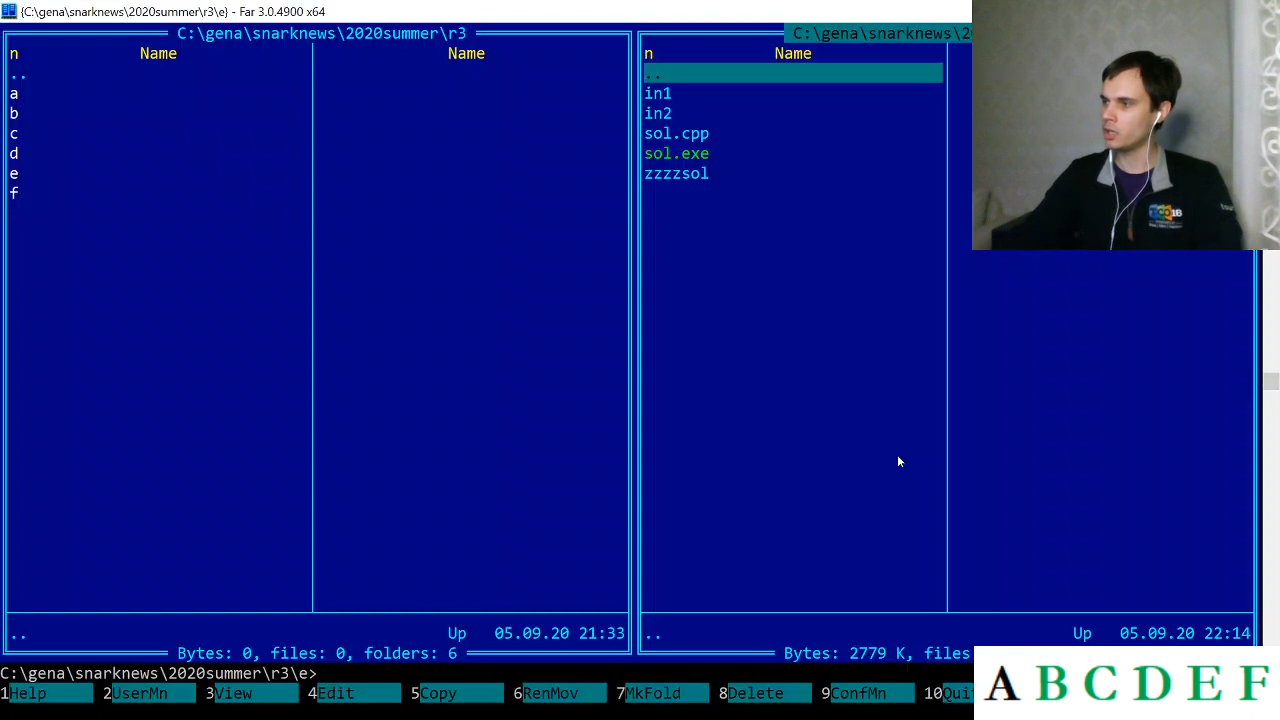 {C:\gena\snarknews\2020summer\r3\e} - Far 3.0.4900 x64
C:\gena\snarknews\2020summer\r3
C:\gena\snarknews\2
n Name Name
n Name
..
a
b
c
d
e
f
..
in1
in2
sol.cpp
sol.exe
zzzzsol
.. Up 05.09.20 21:33
.. Up 05.09.20 22:14
Bytes: 0, files: 0, folders: 6
Bytes: 2779 K, files
C:\gena\snarknews\2020summer\r3\e>
1Help 2UserMn 3View 4Edit 5Copy 6RenMov 7MkFold 8Delete 9ConfMn 10Qui
A B C D E F